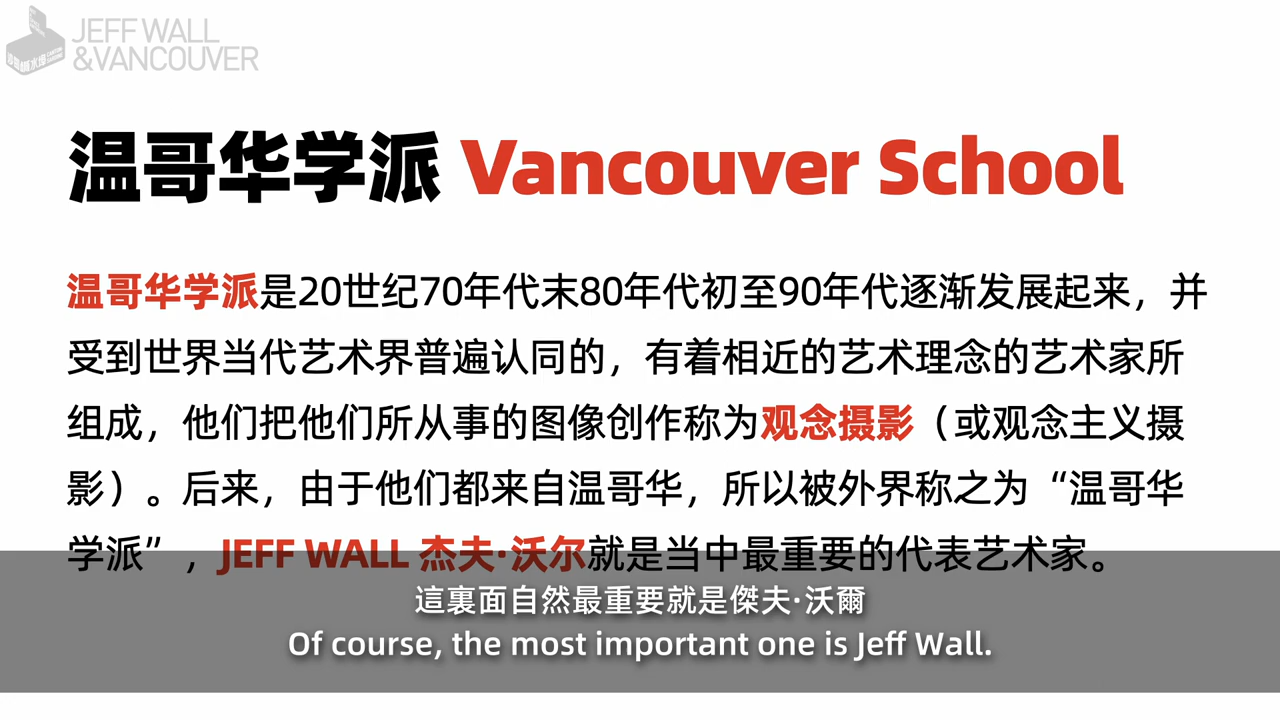 JEFF WALL
&VANCOUVER
温哥华学派 Vancouver School
温哥华学派是20世纪70年代末80年代初至90年代逐渐发展起来，并
受到世界当代艺术界普遍认同的，有着相近的艺术理念的艺术家所
组成，他们把他们所从事的图像创作称为观念摄影（或观念主义摄
影）。后来，由于他们都来自温哥华，所以被外界称之为“温哥华
学派”，JEFF WALL 杰夫·沃尔就是当中最重要的代表艺术家。
這裏面自然最重要就是傑夫·沃爾
Of course, the most important one is Jeff Wall.